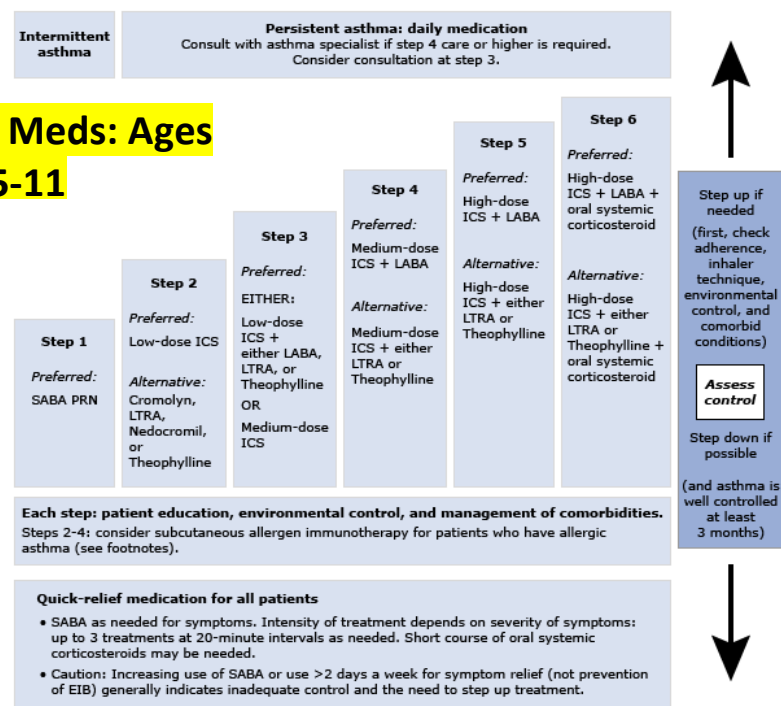 Intermittent
asthma
Persistent asthma: daily medication
Consult with asthma specialist if step 4 care or higher is required.
Consider consultation at step 3.
Meds: Ages
5-11
Step 1
Preferred:
SABA PRN
Step 2
Preferred:
Low-dose ICS
Alternative:
Cromolyn,
LTRA,
Nedocromil,
or
Theophylline
Step 3
Preferred:
EITHER:
Low-dose
ICS +
either LABA,
LTRA, or
Theophylline
OR
Medium-dose
ICS
Step 4
Preferred:
Medium-dose
ICS + LABA
Alternative:
Medium-dose
ICS + either
LTRA or
Theophylline
Step 5
Preferred:
High-dose
ICS + LABA
Alternative:
High-dose
ICS + either
LTRA or
Theophylline
Step 6
Preferred:
High-dose
ICS + LABA +
oral systemic
corticosteroid
Alternative:
High-dose
ICS + either
LTRA or
Theophylline +
oral systemic
corticosteroid
Step up if
needed
(first, check
adherence,
inhaler
technique,
environmental
control, and
comorbid
conditions)
Assess
control
Step down if
possible
(and asthma is
well controlled
at least
3 months)
Each step: patient education, environmental control, and management of comorbidities.
Steps 2-4: consider subcutaneous allergen immunotherapy for patients who have allergic
asthma (see footnotes).
Quick-relief medication for all patients
• SABA as needed for symptoms. Intensity of treatment depends on severity of symptoms:
up to 3 treatments at 20-minute intervals as needed. Short course of oral systemic
corticosteroids may be needed.
• Caution: Increasing use of SABA or use >2 days a week for symptom relief (not prevention
of EIB) generally indicates inadequate control and the need to step up treatment.